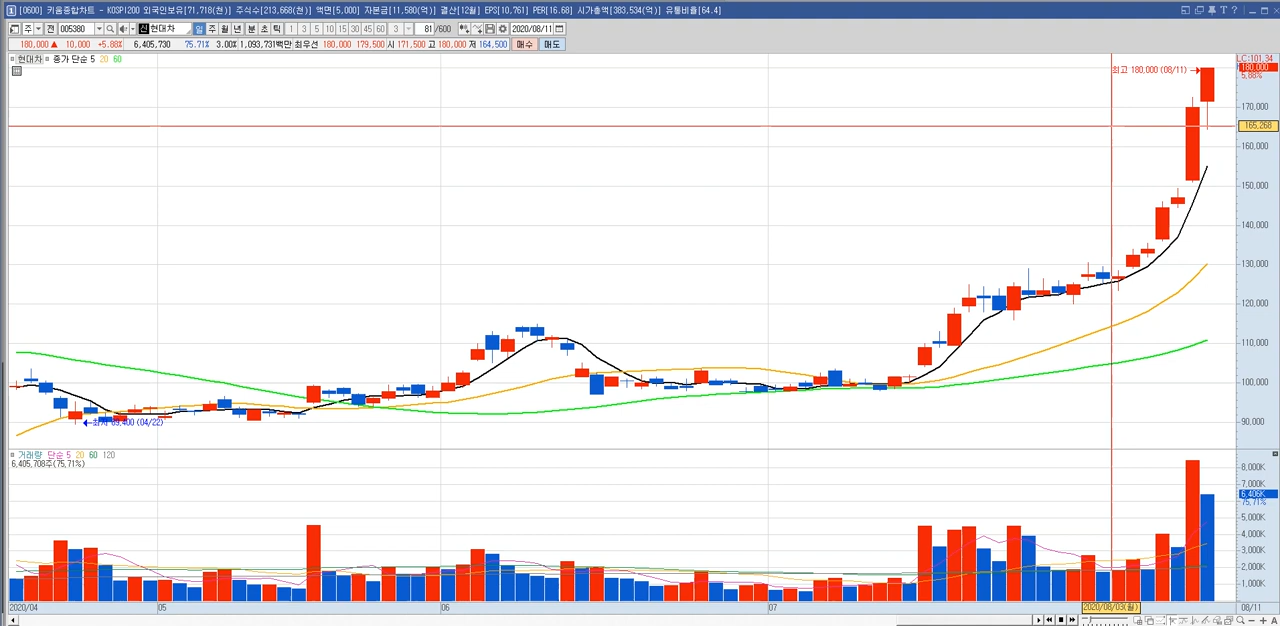 [0600] 키움종합차트 - KOSPI200 외국인보유[71,718(천)] 주식수[213,668(천)] 액면[5,000] 자본금[11,580(억)] 결산[12월] EPS[10,761] PER[16.68] 시가총액[383,534(억)] 유통비율[64.4]
주 전 005380 신 현대차 일 주 월 년 분 초 틱 1 3 5 10 15 30 45 60 3 81 /600 2020/08/11
180,000 ▲ 10,000 +5.88% 6,405,730 75.71% 3.00% 1,093,731백만 최우선 180,000 179,500 시 171,500 고 180,000 저 164,500 매수 매도
현대차 종가 단순 5 20 60
LC:101.34
최고 180,000 (08/11)
180,000
5.88%
170,000
165,268
160,000
150,000
140,000
130,000
120,000
110,000
100,000
90,000
최저 89,400 (04/22)
거래량 단순 5 20 60 120
6,405,708주(75,71%)
8,000K
7,000K
6,406K
75.71%
5,000K
4,000K
3,000K
2,000K
1,000K
2020/04 05 06 07 2020/08/03(월) 08/11